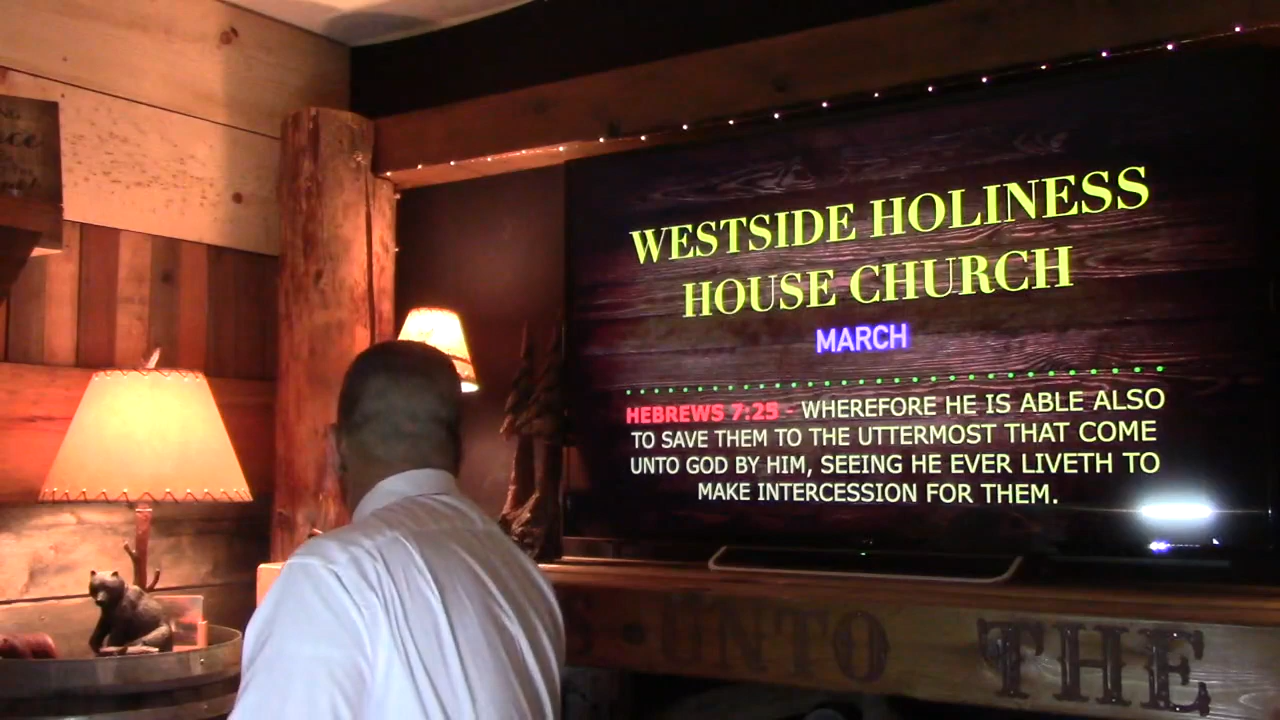 WESTSIDE HOLINESS
HOUSE CHURCH
MARCH
HEBREWS 7:25 - WHEREFORE HE IS ABLE ALSO
TO SAVE THEM TO THE UTTERMOST THAT COME
UNTO GOD BY HIM, SEEING HE EVER LIVETH TO
MAKE INTERCESSION FOR THEM.
UNTO THE